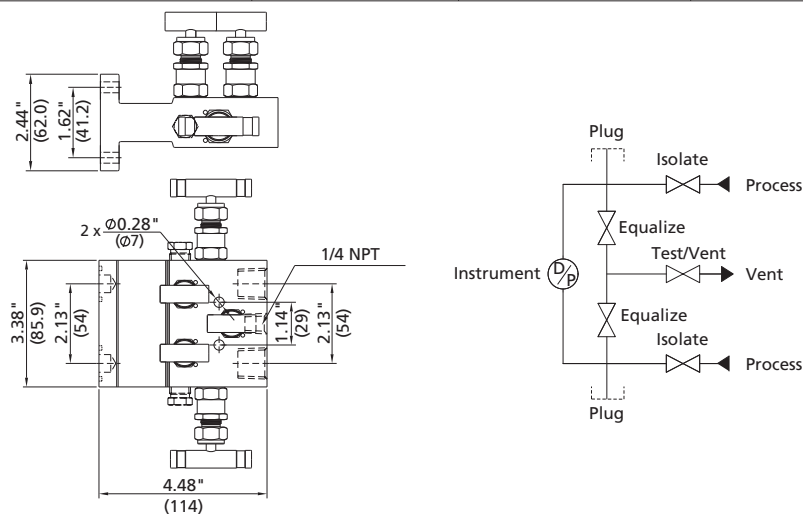 2.44"
(62.0)
1.62"
(41.2)
2 x Φ0.28"
(Φ7)
1/4 NPT
3.38"
(85.9)
2.13"
(54)
1.14"
(29)
2.13"
(54)
4.48"
(114)
Plug
Isolate
Process
Equalize
Test/Vent
Instrument
D/P
Vent
Equalize
Isolate
Process
Plug